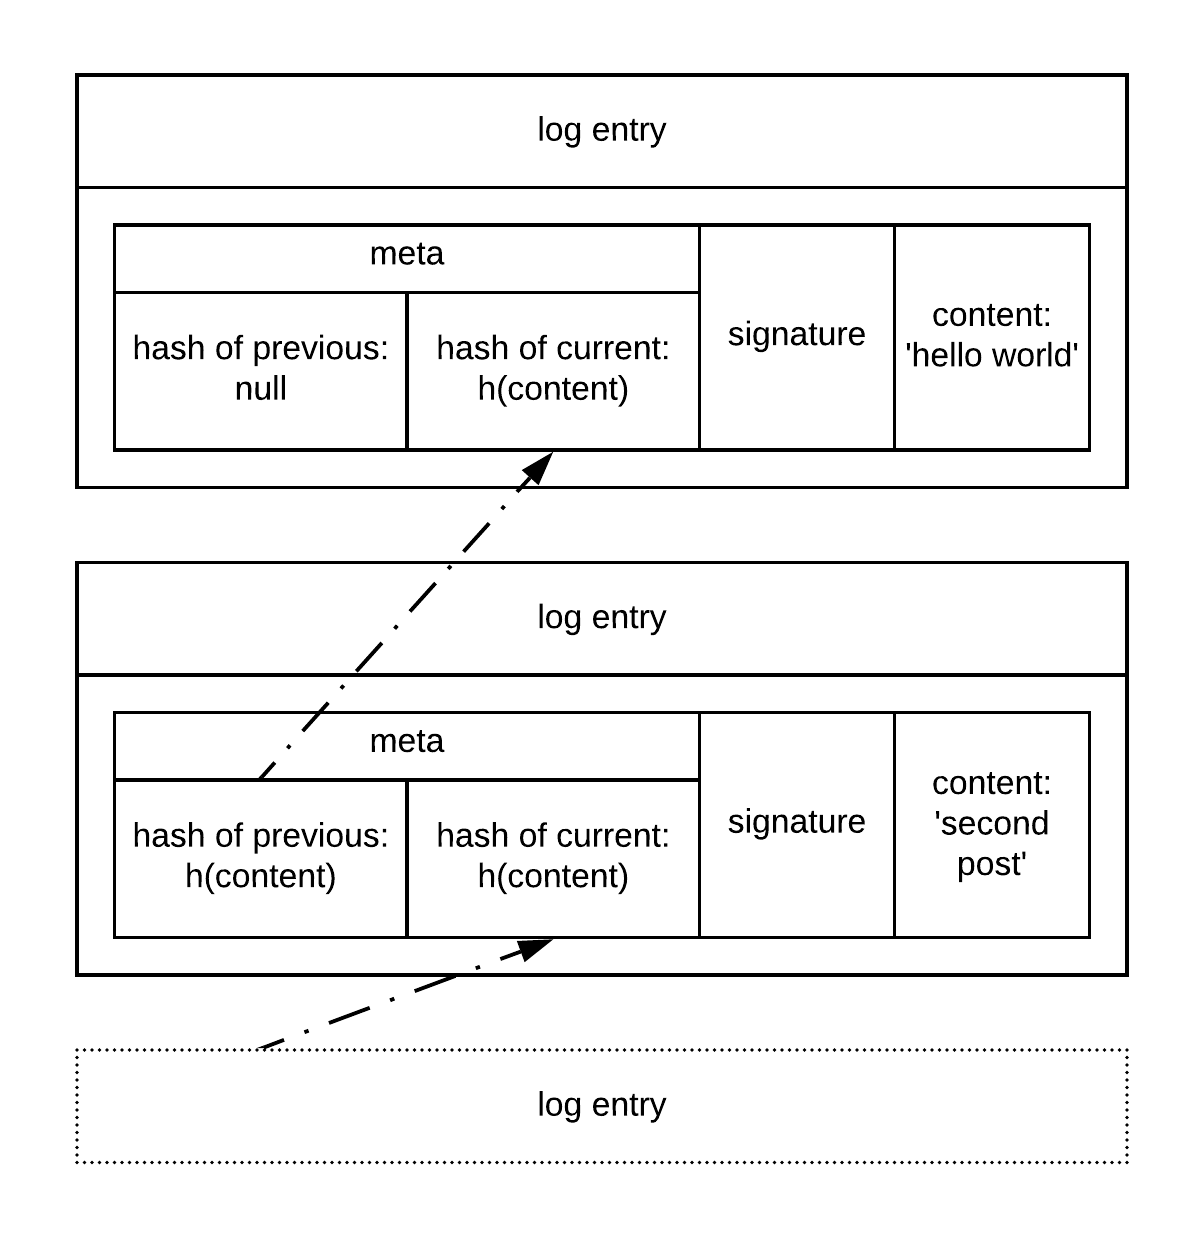 log entry
meta
hash of previous:
null
hash of current:
h(content)
signature
content:
'hello world'
log entry
meta
hash of previous:
h(content)
hash of current:
h(content)
signature
content:
'second
post'
log entry